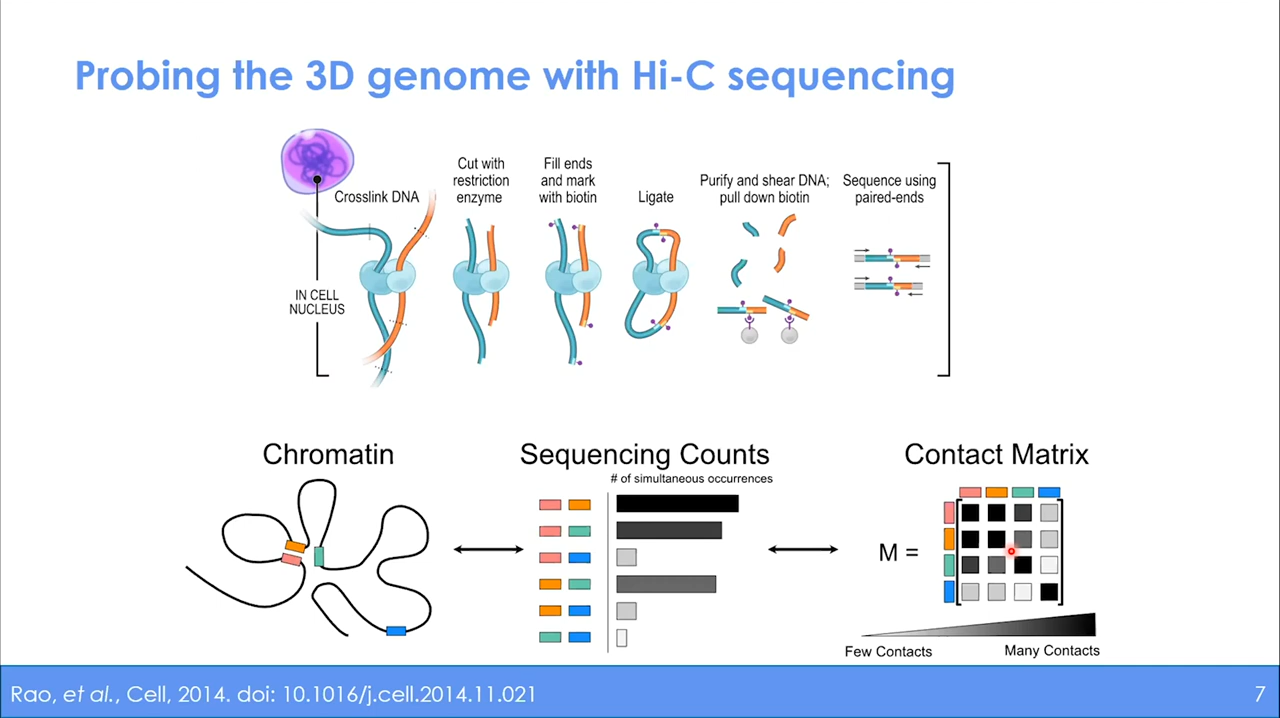 Probing the 3D genome with Hi-C sequencing
Crosslink DNA
Cut with
restriction
enzyme
Fill ends
and mark
with biotin
Ligate
Purify and shear DNA;
pull down biotin
Sequence using
paired-ends
IN CELL
NUCLEUS
Chromatin
Sequencing Counts
# of simultaneous occurrences
Contact Matrix
M =
Few Contacts
Many Contacts
Rao, et al., Cell, 2014. doi: 10.1016/j.cell.2014.11.021
7